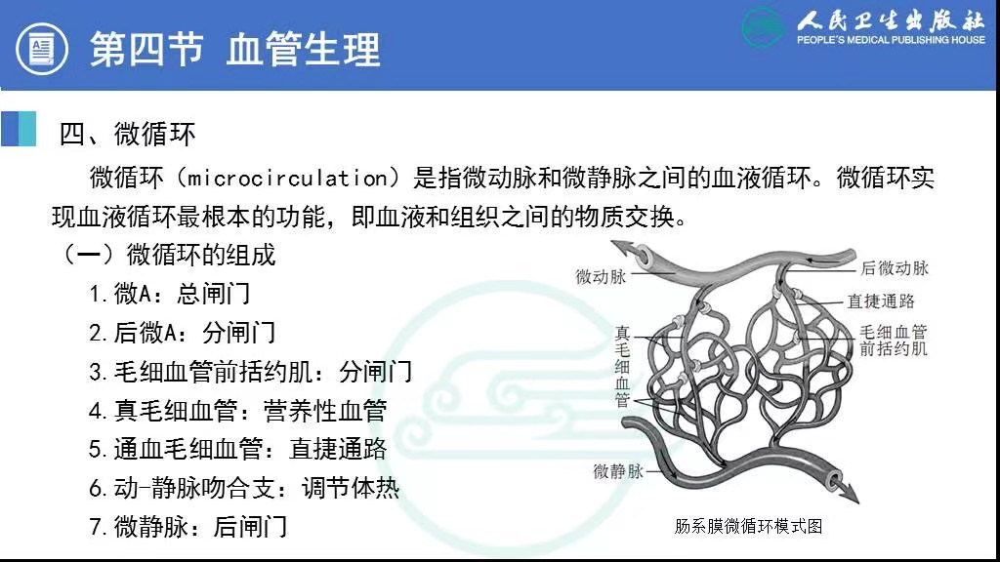 第四节 血管生理
人民卫生出版社
PEOPLE'S MEDICAL PUBLISHING HOUSE
四、微循环
微循环（microcirculation）是指微动脉和微静脉之间的血液循环。微循环实
现血液循环最根本的功能，即血液和组织之间的物质交换。
（一）微循环的组成
1.微A：总闸门
2.后微A：分闸门
3.毛细血管前括约肌：分闸门
4.真毛细血管：营养性血管
5.通血毛细血管：直捷通路
6.动-静脉吻合支：调节体热
7.微静脉：后闸门
微动脉
后微动脉
直捷通路
真毛细血管
毛细血管
前括约肌
微静脉
肠系膜微循环模式图